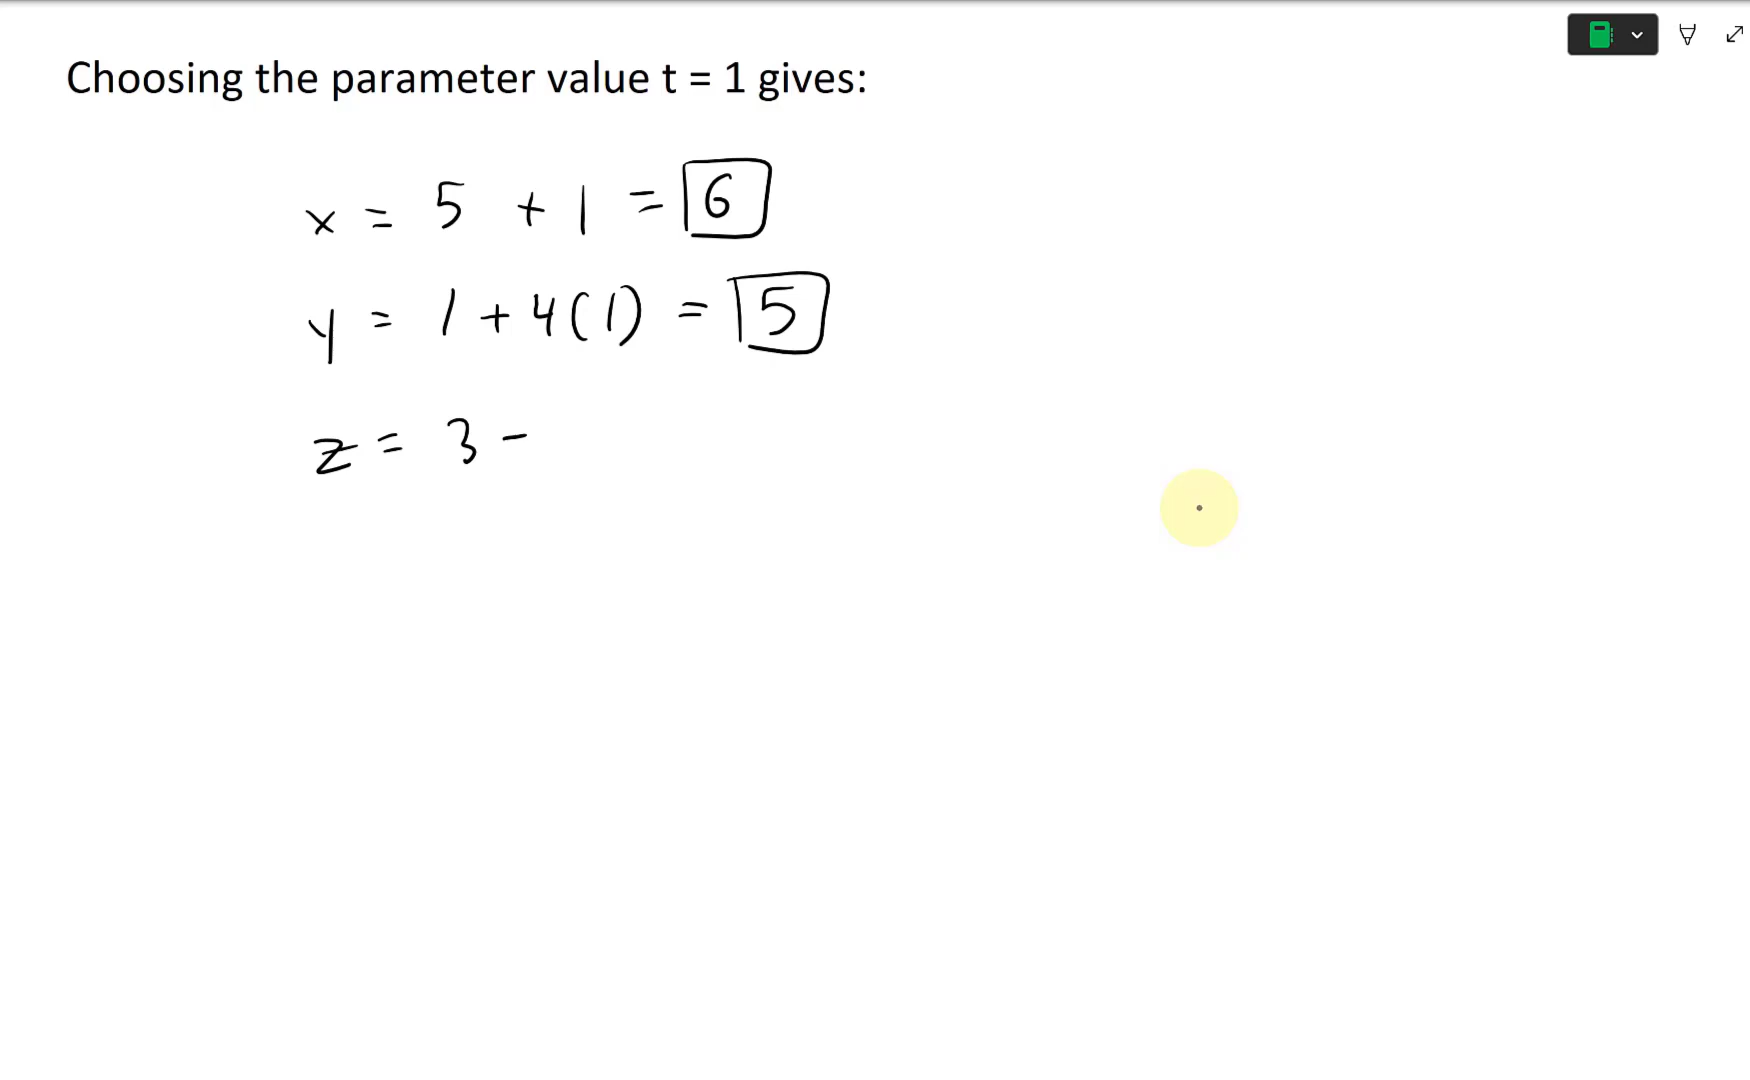 Choosing the parameter value t = 1 gives:
x = 5 + 1 = 6
y = 1 + 4(1) = 5
z = 3 -